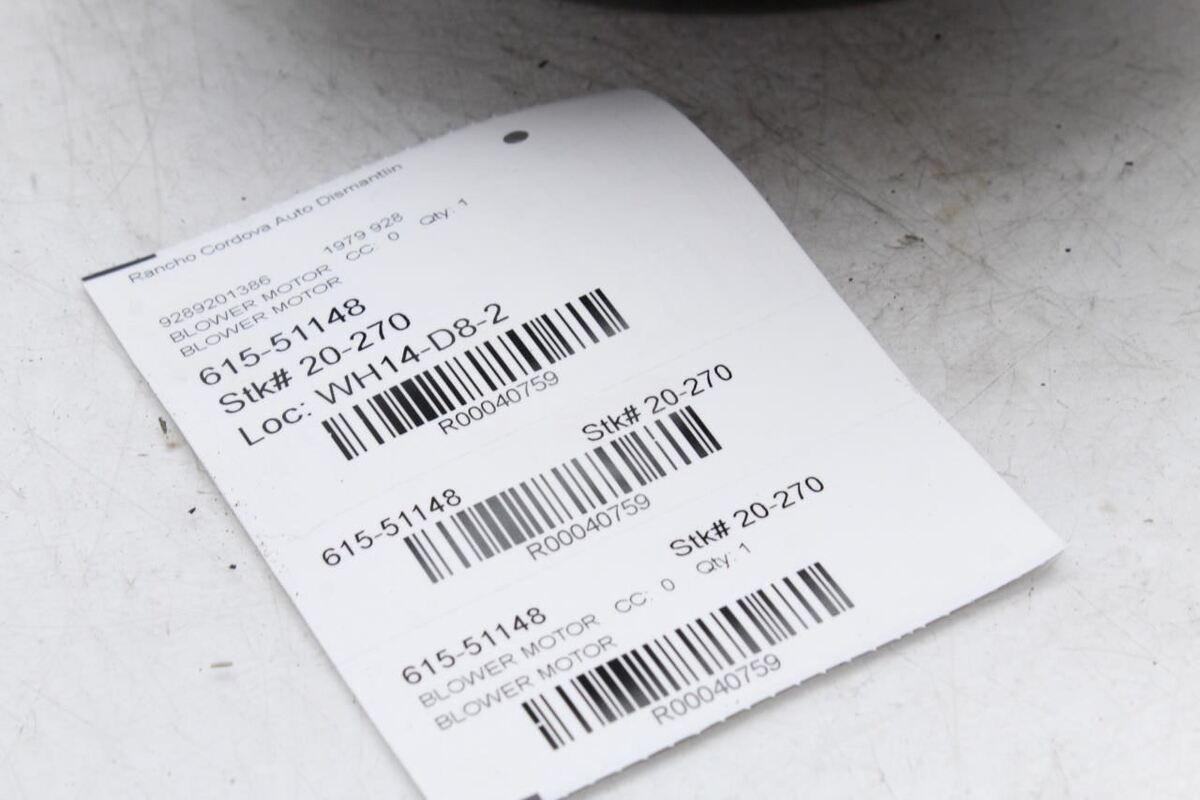 Rancho Cordova Auto Dismantlin
9289201386 1979 928
BLOWER MOTOR CC: 0 Qty: 1
BLOWER MOTOR
615-51148
Stk# 20-270
Loc: WH14-D8-2
R00040759
615-51148 Stk# 20-270
R00040759
615-51148 Stk# 20-270
BLOWER MOTOR CC: 0 Qty: 1
BLOWER MOTOR
R00040759